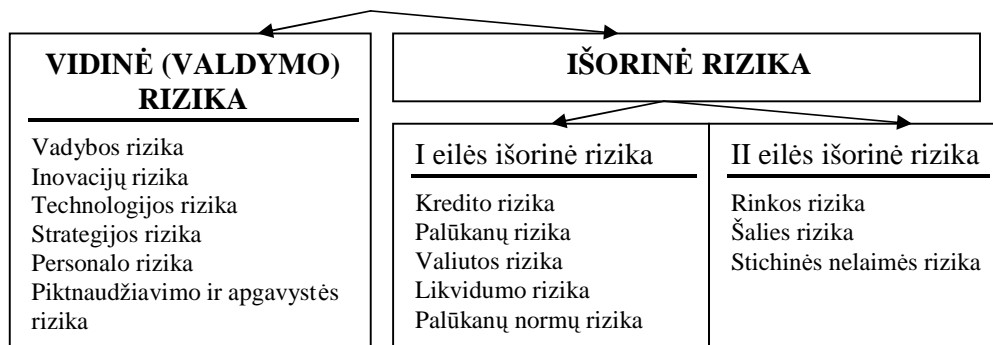 VIDINĖ (VALDYMO)
RIZIKA
Vadybos rizika
Inovacijų rizika
Technologijos rizika
Strategijos rizika
Personalo rizika
Piktnaudžiavimo ir apgavystės
rizika
IŠORINĖ RIZIKA
I eilės išorinė rizika
Kredito rizika
Palūkanų rizika
Valiutos rizika
Likvidumo rizika
Palūkanų normų rizika
II eilės išorinė rizika
Rinkos rizika
Šalies rizika
Stichinės nelaimės rizika